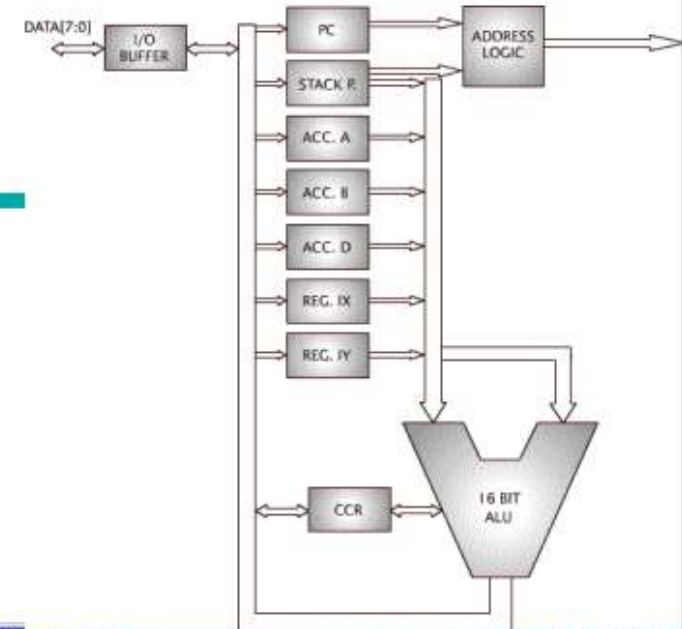 DATA[7:0]
I/O
BUFFER
PC
ADDRESS
LOGIC
STACK P.
ACC. A
ACC. B
ACC. D
REG. IX
REG. IY
16 BIT
ALU
CCR